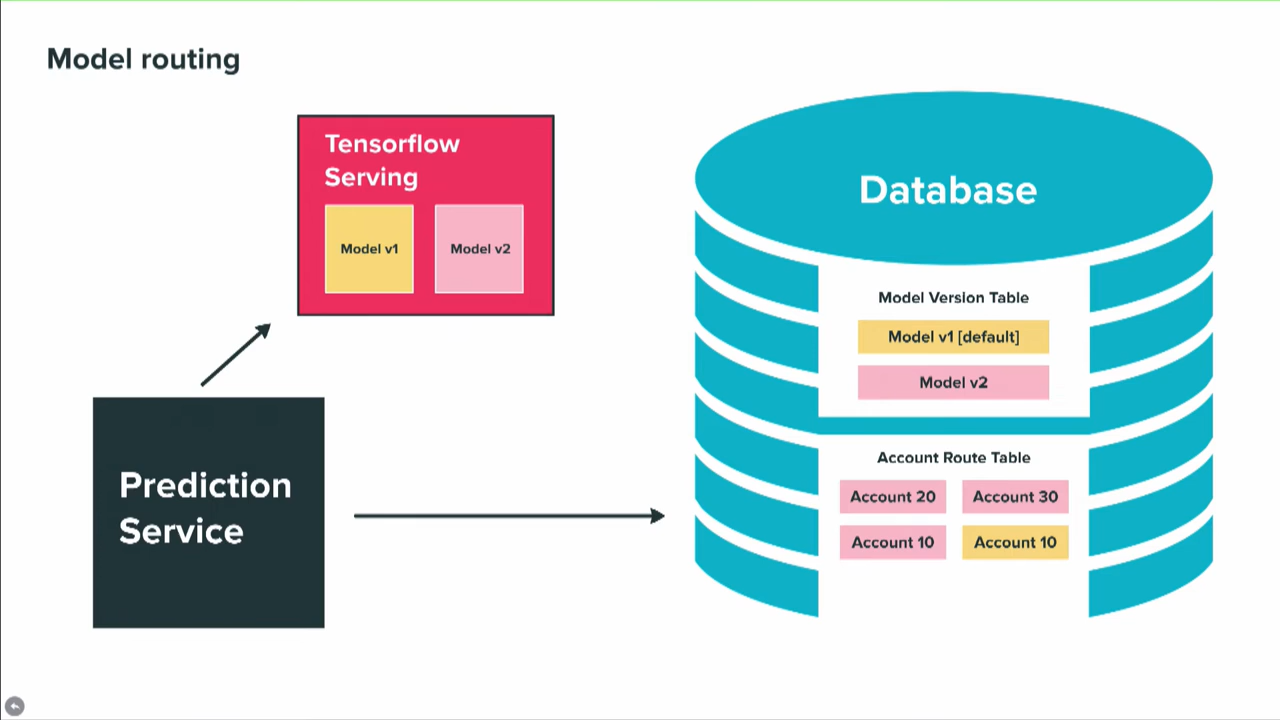 Model routing
Tensorflow
Serving
Model v1
Model v2
Prediction
Service
Database
Model Version Table
Model v1 [default]
Model v2
Account Route Table
Account 20
Account 30
Account 10
Account 10